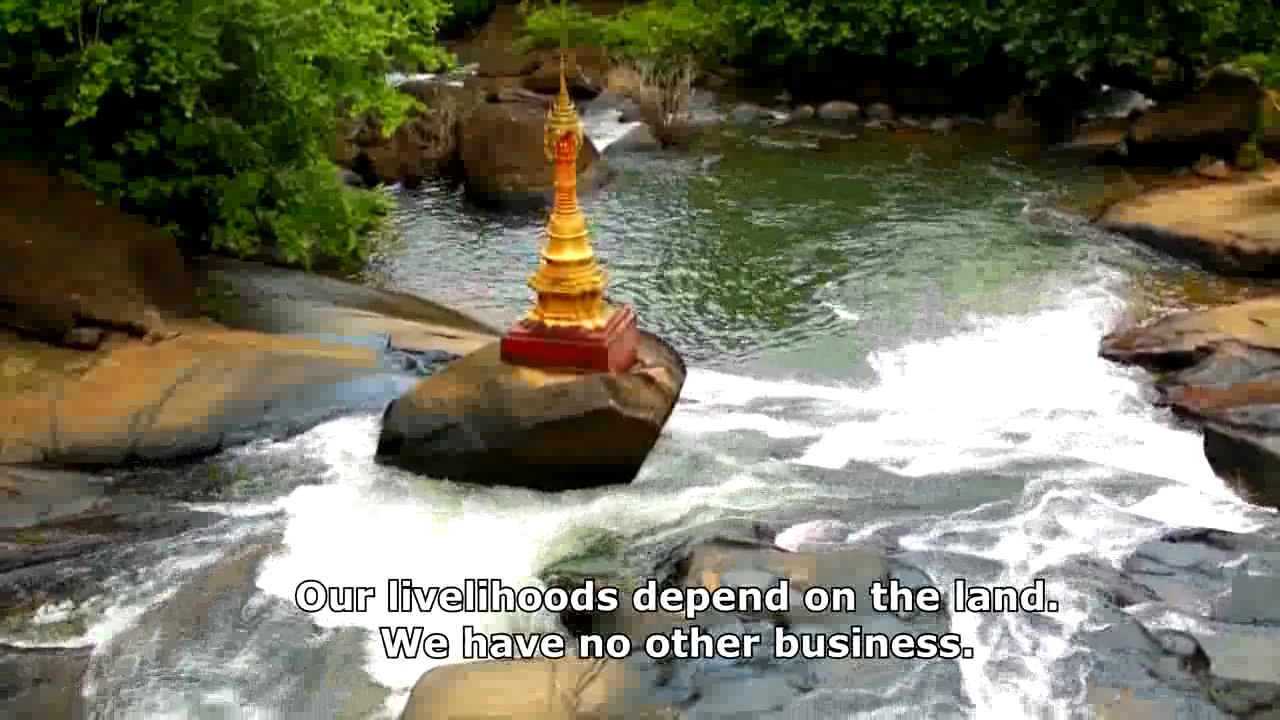 Our livelihoods depend on the land.
We have no other business.